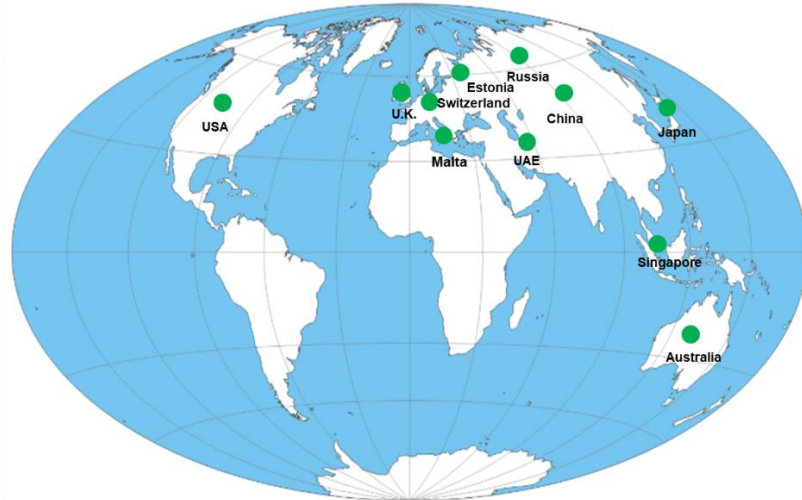 Russia
Estonia
Switzerland
U.K.
USA
China
Japan
Malta
UAE
Singapore
Australia